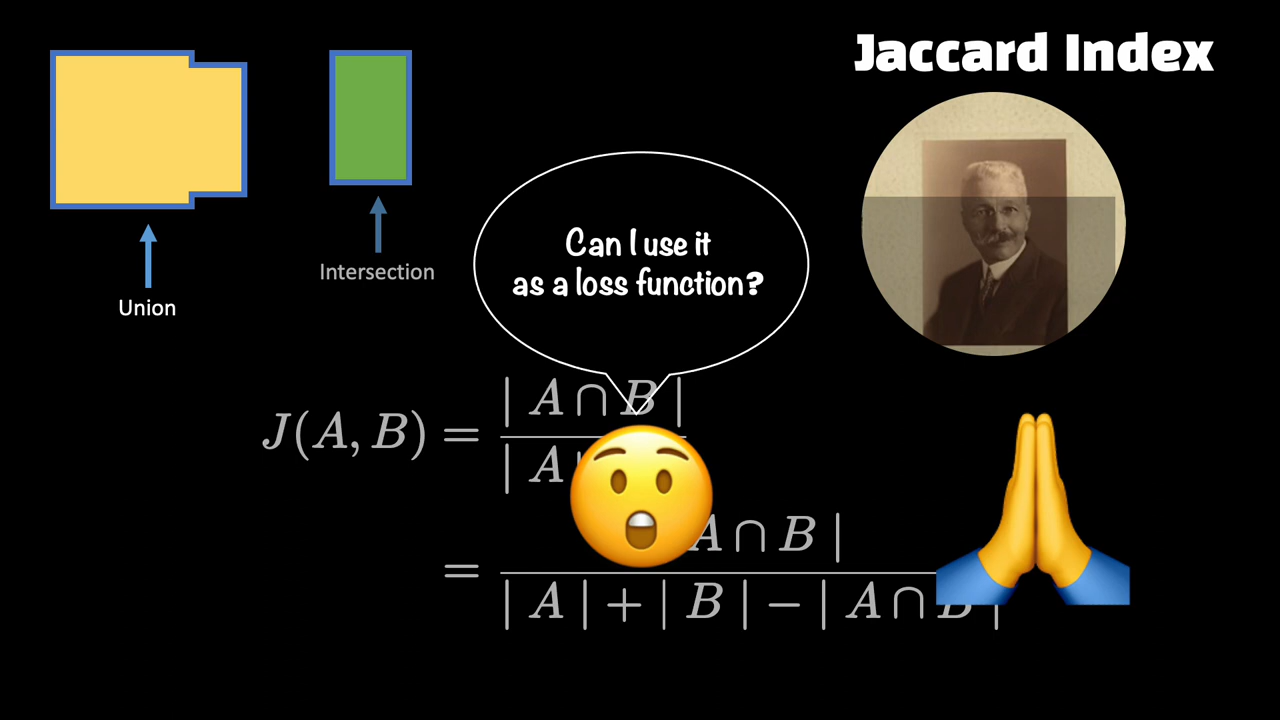 Jaccard Index
Union
Intersection
Can I use it
as a loss function?
J(A, B) = | A ∩ B |
| A
= A ∩ B |
| A | + | B | − | A ∩ B |